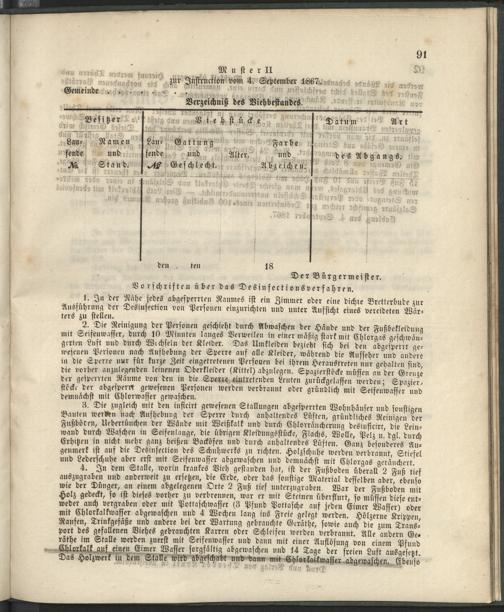 91
Muster II
zur Instruction vom 4. September 1867.
Gemeinde
Verzeichniß des Viehbestandes.
Besitzer Viehstücke. Datum Art
Lau- Namen Lau- Gattung Farbe
fende und fende und Alter. und des Abgangs.
№ Stand. № Geschlecht. Abzeichen.
den ten 18
Der Bürgermeister.
Vorschriften über das Desinfectionsverfahren.
1. In der Nähe jedes abgesperrten Raumes ist ein Zimmer oder eine dichte Bretterbude zur
Ausführung der Desinfection von Personen einzurichten und unter Aufsicht eines vereideten Wär-
ters zu stellen.
2. Die Reinigung der Personen geschieht durch Abwaschen der Hände und der Fußbekleidung
mit Seifenwasser, durch 10 Minuten langes Verweilen in einer mäßig stark mit Chlorgas geschwän-
gerten Luft und durch Wechseln der Kleider. Das Umkleiden bezieht sich bei den abgesperrt ge-
wesenen Personen nach Aufhebung der Sperre auf alle Kleider, während die Aufseher und andere
in die Sperre nur für kurze Zeit eingetretenen Personen bei ihrem Heraustreten nur gehalten sind,
die vorher anzulegenden leinenen Oberkleider (Kittel) abzulegen. Spazierstöcke müssen an der Grenze
der gesperrten Räume von den in die Sperre eintretenden Leuten zurückgelassen werden; Spazier-
stöcke der abgesperrt gewesenen Personen werden verbrannt oder gründlich mit Seifenwasser und
demnächst mit Chlorwasser gewaschen.
3. Die zugleich mit den inficirt gewesenen Stallungen abgesperrten Wohnhäuser und sonstigen
Bauten werden nach Aufhebung der Sperre durch anhaltendes Lüften, gründliches Reinigen der
Fußböden, Uebertünchen der Wände mit Weißkalk und durch Chlorräucherung desinficirt, die Lein-
wand durch Waschen in Seifenlauge, die übrigen Kleidungsstücke, Flachs, Wolle, Pelz u. dgl. durch
Erhitzen in nicht mehr ganz heißen Backöfen und durch anhaltendes Lüften. Ganz besonderes Au-
genmerk ist auf die Desinfection des Schuhwerks zu richten. Holzschuhe werden verbrannt, Stiefel
und Lederschuhe aber erst mit Seifenwasser abgewaschen und demnächst mit Chlorgas geräuchert.
4. In dem Stalle, worin krankes Vieh gestanden hat, ist der Fußboden überall 2 Fuß tief
auszugraben und anderweit zu ersetzen, die Erde, oder das sonstige Material desselben aber, ebenso
wie der Dünger, an einem abgelegenen Orte 2 Fuß tief unterzugraben. War der Fußboden mit
Holz gedeckt, so ist dieses vorher zu verbrennen, war er mit Steinen überflurt, so müssen diese ent-
weder auch vergraben oder mit Pottaschwasser (3 Pfund Pottasche auf jeden Eimer Wasser) oder
mit Chlorkalkwasser abgewaschen und 4 Wochen lang ins Freie gelegt werden. Hölzerne Krippen,
Raufen, Trinkgefäße und andere bei der Wartung gebrauchte Geräthe, sowie auch die zum Trans-
port des gefallenen Viehes gebrauchten Karren oder Schleifen werden verbrannt. Alle andere Ge-
räthe im Stalle werden zuerst mit Seifenwasser und dann mit einer Auflösung von einem Pfund
Chlorkalk auf einen Eimer Wasser sorgfältig abgewaschen und 14 Tage der freien Luft ausgesetzt.
Das Holzwerk in dem Stalle wird abgeseift und dann mit Chlorkalkwasser abgewaschen. Ebenso